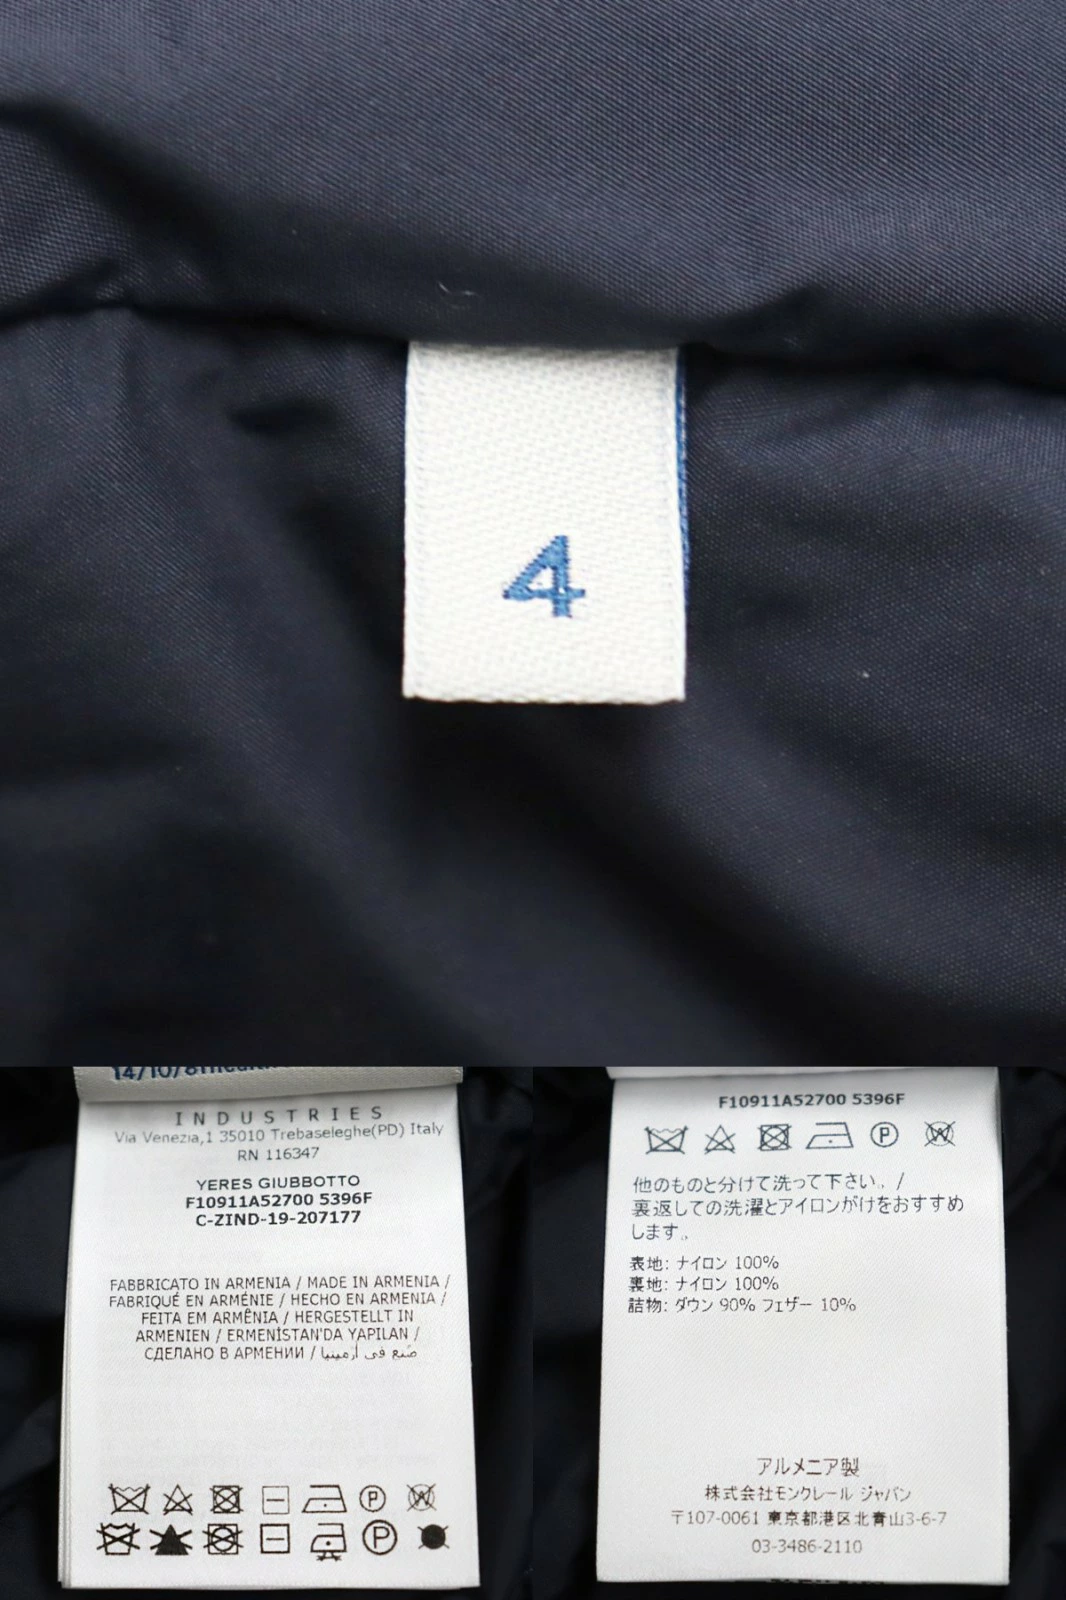 4
INDUSTRIES
Via Venezia,1 35010 Trebaseleghe(PD) Italy
RN 116347
YERES GIUBBOTTO
F10911A52700 5396F
C-ZIND-19-207177
FABBRICATO IN ARMENIA / MADE IN ARMENIA /
FABRIQUÉ EN ARMÉNIE / HECHO EN ARMENIA /
FEITA EM ARMÊNIA / HERGESTELLT IN
ARMENIEN / ERMENİSTAN'DA YAPILAN /
СДЕЛАНО В АРМЕНИИ / صنع في أرمينيا
P W
P
F10911A52700 5396F
P W
他のものと分けて洗って下さい。/
裏返しての洗濯とアイロンがけをおすすめ
します。
表地: ナイロン 100%
裏地: ナイロン 100%
詰物: ダウン 90% フェザー 10%
アルメニア製
株式会社モンクレール ジャパン
〒107-0061 東京都港区北青山3-6-7
03-3486-2110